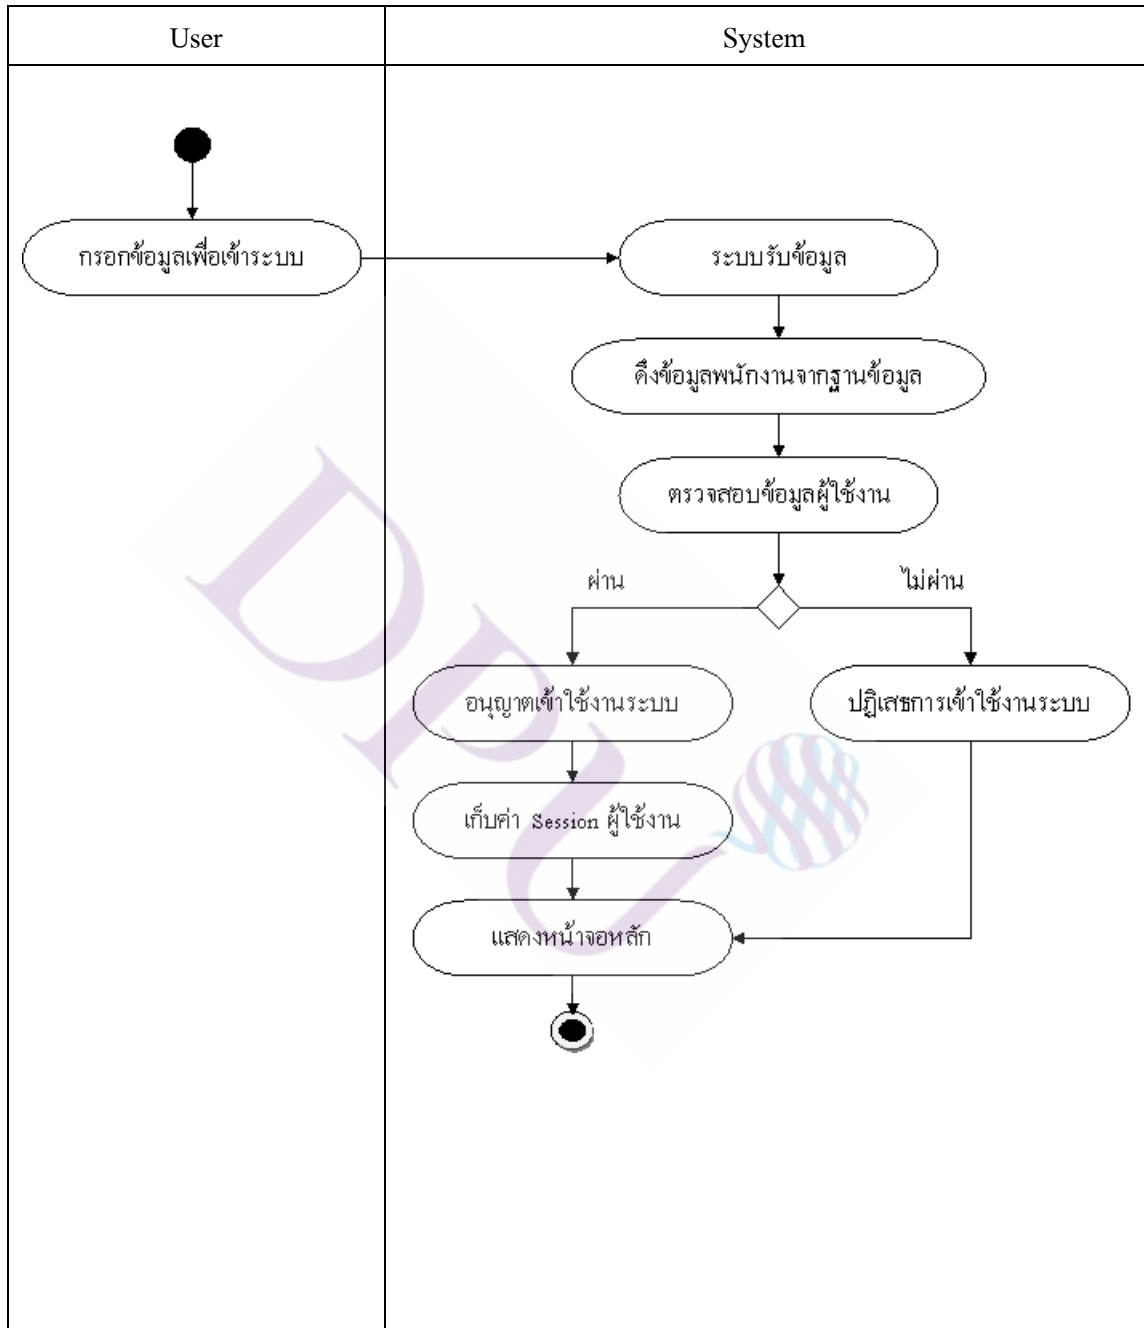 User
System
กรอกข้อมูลเพื่อเข้าระบบ
ระบบรับข้อมูล
ดึงข้อมูลพนักงานจากฐานข้อมูล
ตรวจสอบข้อมูลผู้ใช้งาน
ผ่าน
ไม่ผ่าน
อนุญาตเข้าใช้งานระบบ
ปฏิเสธการเข้าใช้งานระบบ
เก็บค่า Session ผู้ใช้งาน
แสดงหน้าจอหลัก
DPU